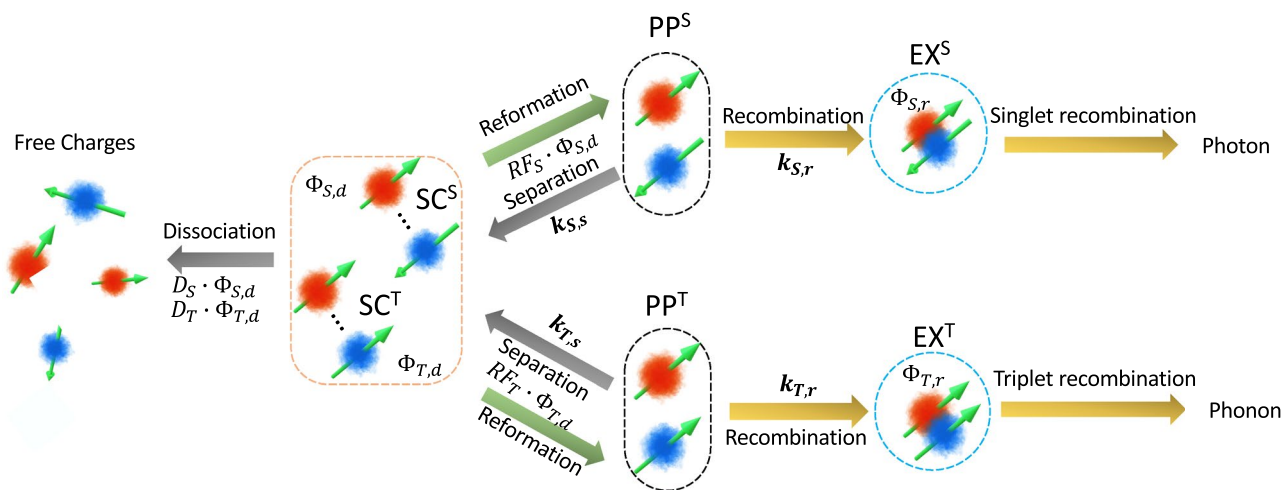 Free Charges
Dissociation
D_S · Φ_{S,d}
D_T · Φ_{T,d}
Φ_{S,d}
SC^S
SC^T
Φ_{T,d}
Reformation
RF_S · Φ_{S,d}
Separation
k_{S,s}
PP^S
Recombination
k_{S,r}
EX^S
Φ_{S,r}
Singlet recombination
Photon
k_{T,s}
Separation
RF_T · Φ_{T,d}
Reformation
PP^T
k_{T,r}
Recombination
EX^T
Φ_{T,r}
Triplet recombination
Phonon